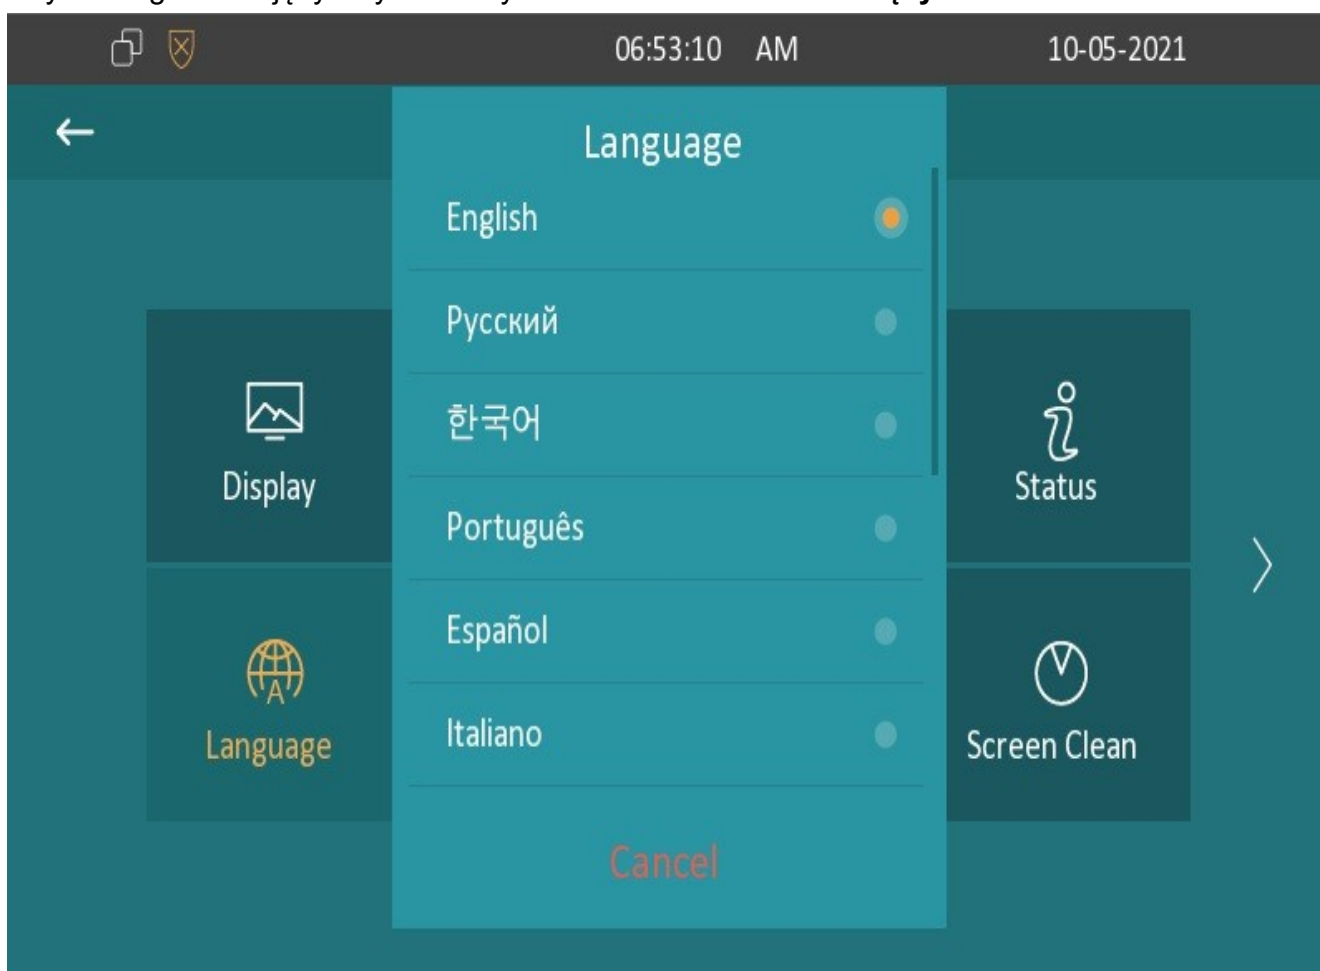 06:53:10 AM 10-05-2021
Language
English
Русский
한국어
Português
Español
Italiano
Cancel
Display
Language
Status
Screen Clean